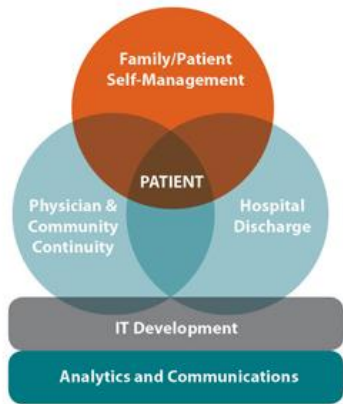 Family/Patient
Self-Management
PATIENT
Physician &
Community
Continuity
Hospital
Discharge
IT Development
Analytics and Communications